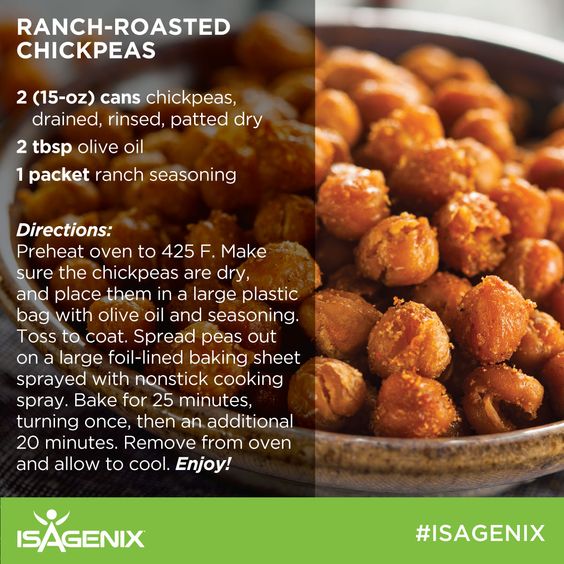 RANCH-ROASTED
CHICKPEAS
2 (15-oz) cans chickpeas,
drained, rinsed, patted dry
2 tbsp olive oil
1 packet ranch seasoning
Directions:
Preheat oven to 425 F. Make
sure the chickpeas are dry,
and place them in a large plastic
bag with olive oil and seasoning.
Toss to coat. Spread peas out
on a large foil-lined baking sheet
sprayed with nonstick cooking
spray. Bake for 25 minutes,
turning once, then an additional
20 minutes. Remove from oven
and allow to cool. Enjoy!
ISAGENIX
#ISAGENIX